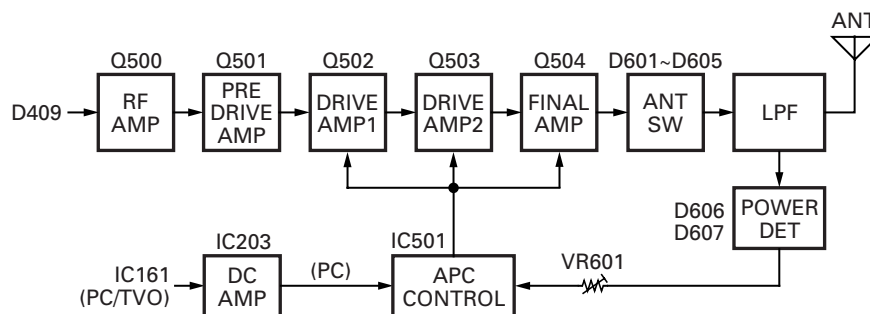 ANT
Q500
Q501
Q502
Q503
Q504
D601~D605
D409
RF
AMP
PRE
DRIVE
AMP
DRIVE
AMP1
DRIVE
AMP2
FINAL
AMP
ANT
SW
LPF
D606
D607
POWER
DET
IC203
IC501
VR601
IC161
(PC/TVO)
DC
AMP
(PC)
APC
CONTROL